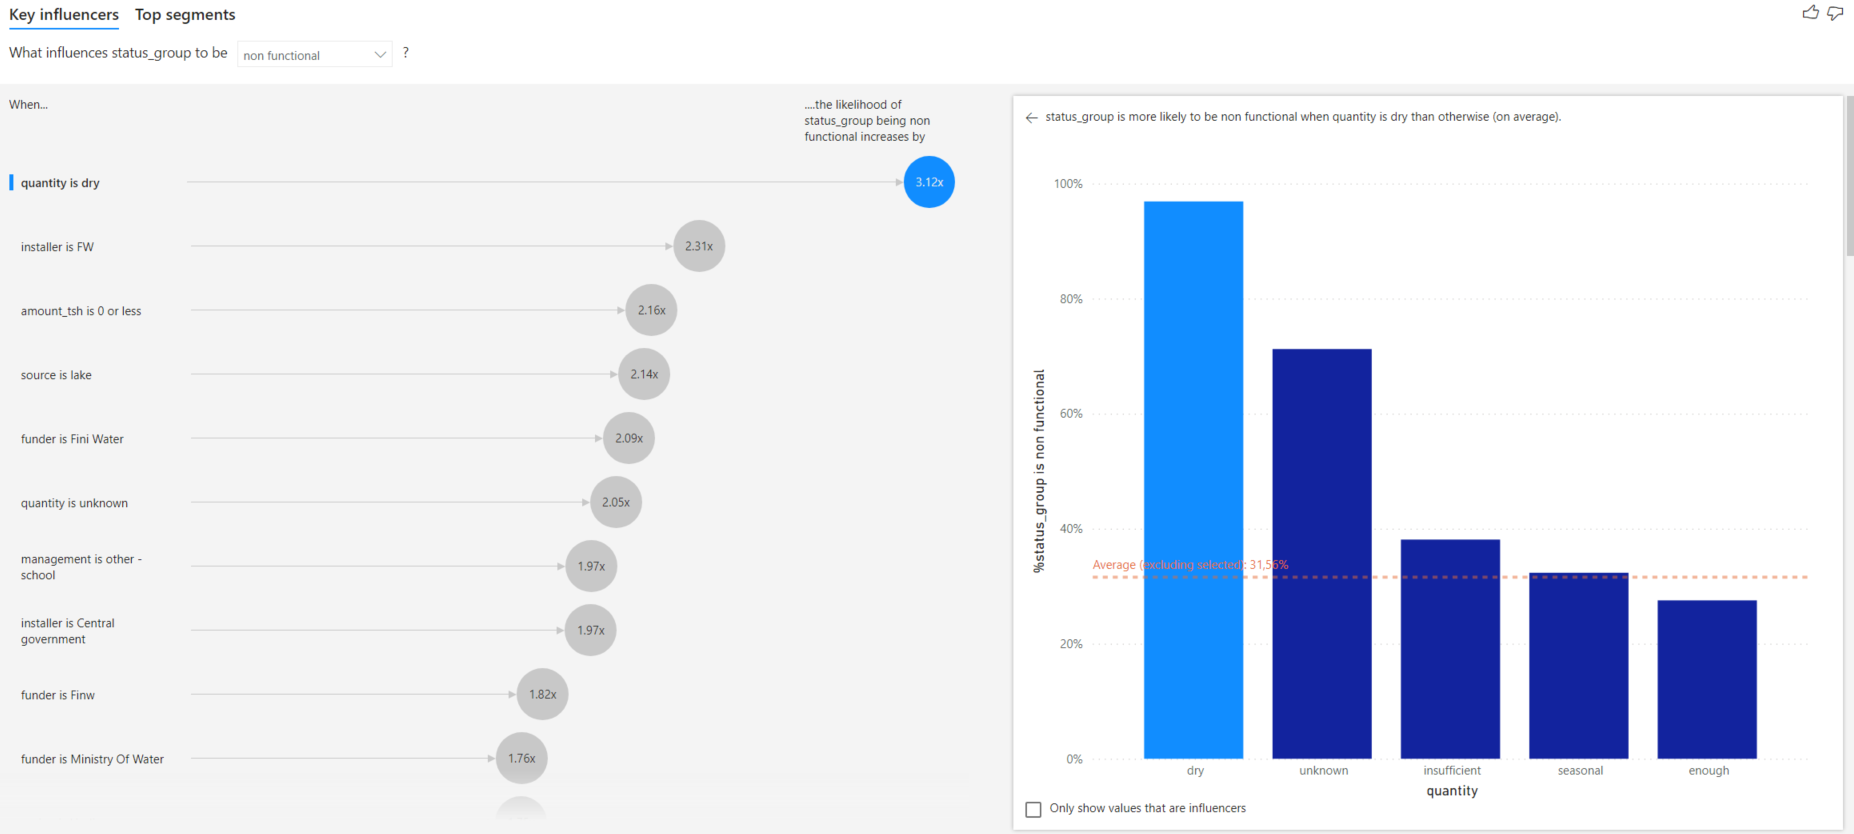 Key influencers Top segments
What influences status_group to be non functional ?
When...
....the likelihood of
status_group being non
functional increases by
quantity is dry 3.12x
installer is FW 2.31x
amount_tsh is 0 or less 2.16x
source is lake 2.14x
funder is Fini Water 2.09x
quantity is unknown 2.05x
management is other -
school 1.97x
installer is Central
government 1.97x
funder is Finw 1.82x
funder is Ministry Of Water 1.76x
status_group is more likely to be non functional when quantity is dry than otherwise (on average).
100%
80%
60%
40%
20%
0%
%status_group is non functional
Average (excluding selected): 31,56%
dry unknown insufficient seasonal enough
quantity
Only show values that are influencers